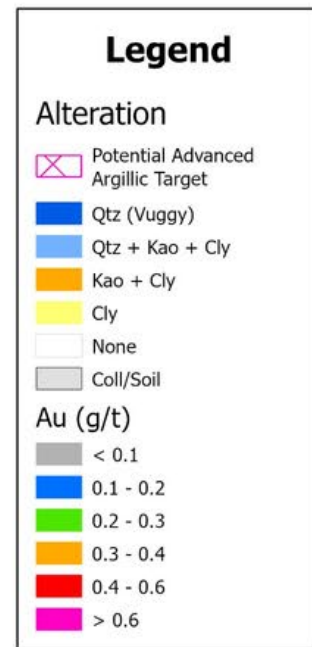 Legend
Alteration
Potential Advanced
Argillic Target
Qtz (Vuggy)
Qtz + Kao + Cly
Kao + Cly
Cly
None
Coll/Soil
Au (g/t)
< 0.1
0.1 - 0.2
0.2 - 0.3
0.3 - 0.4
0.4 - 0.6
> 0.6